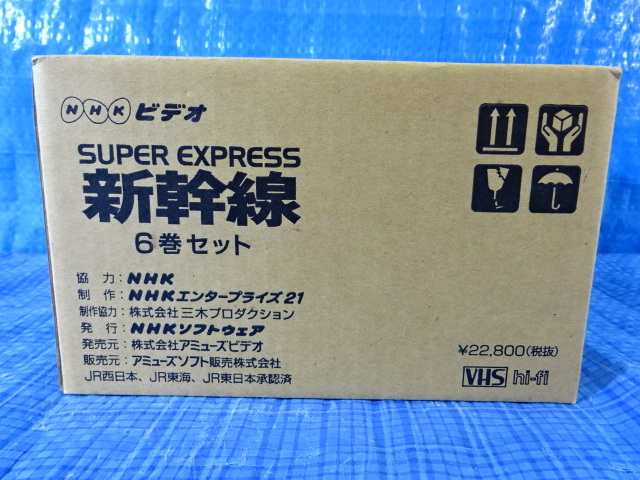 NHK ビデオ
SUPER EXPRESS
新幹線
6巻セット
協　力：NHK
制　作：NHKエンタープライズ21
制作協力：株式会社 三木プロダクション
発　行：NHKソフトウェア
発売元：株式会社アミューズビデオ
販売元：アミューズソフト販売株式会社
JR西日本、JR東海、JR東日本承認済
¥22,800(税抜)
VHS hi-fi